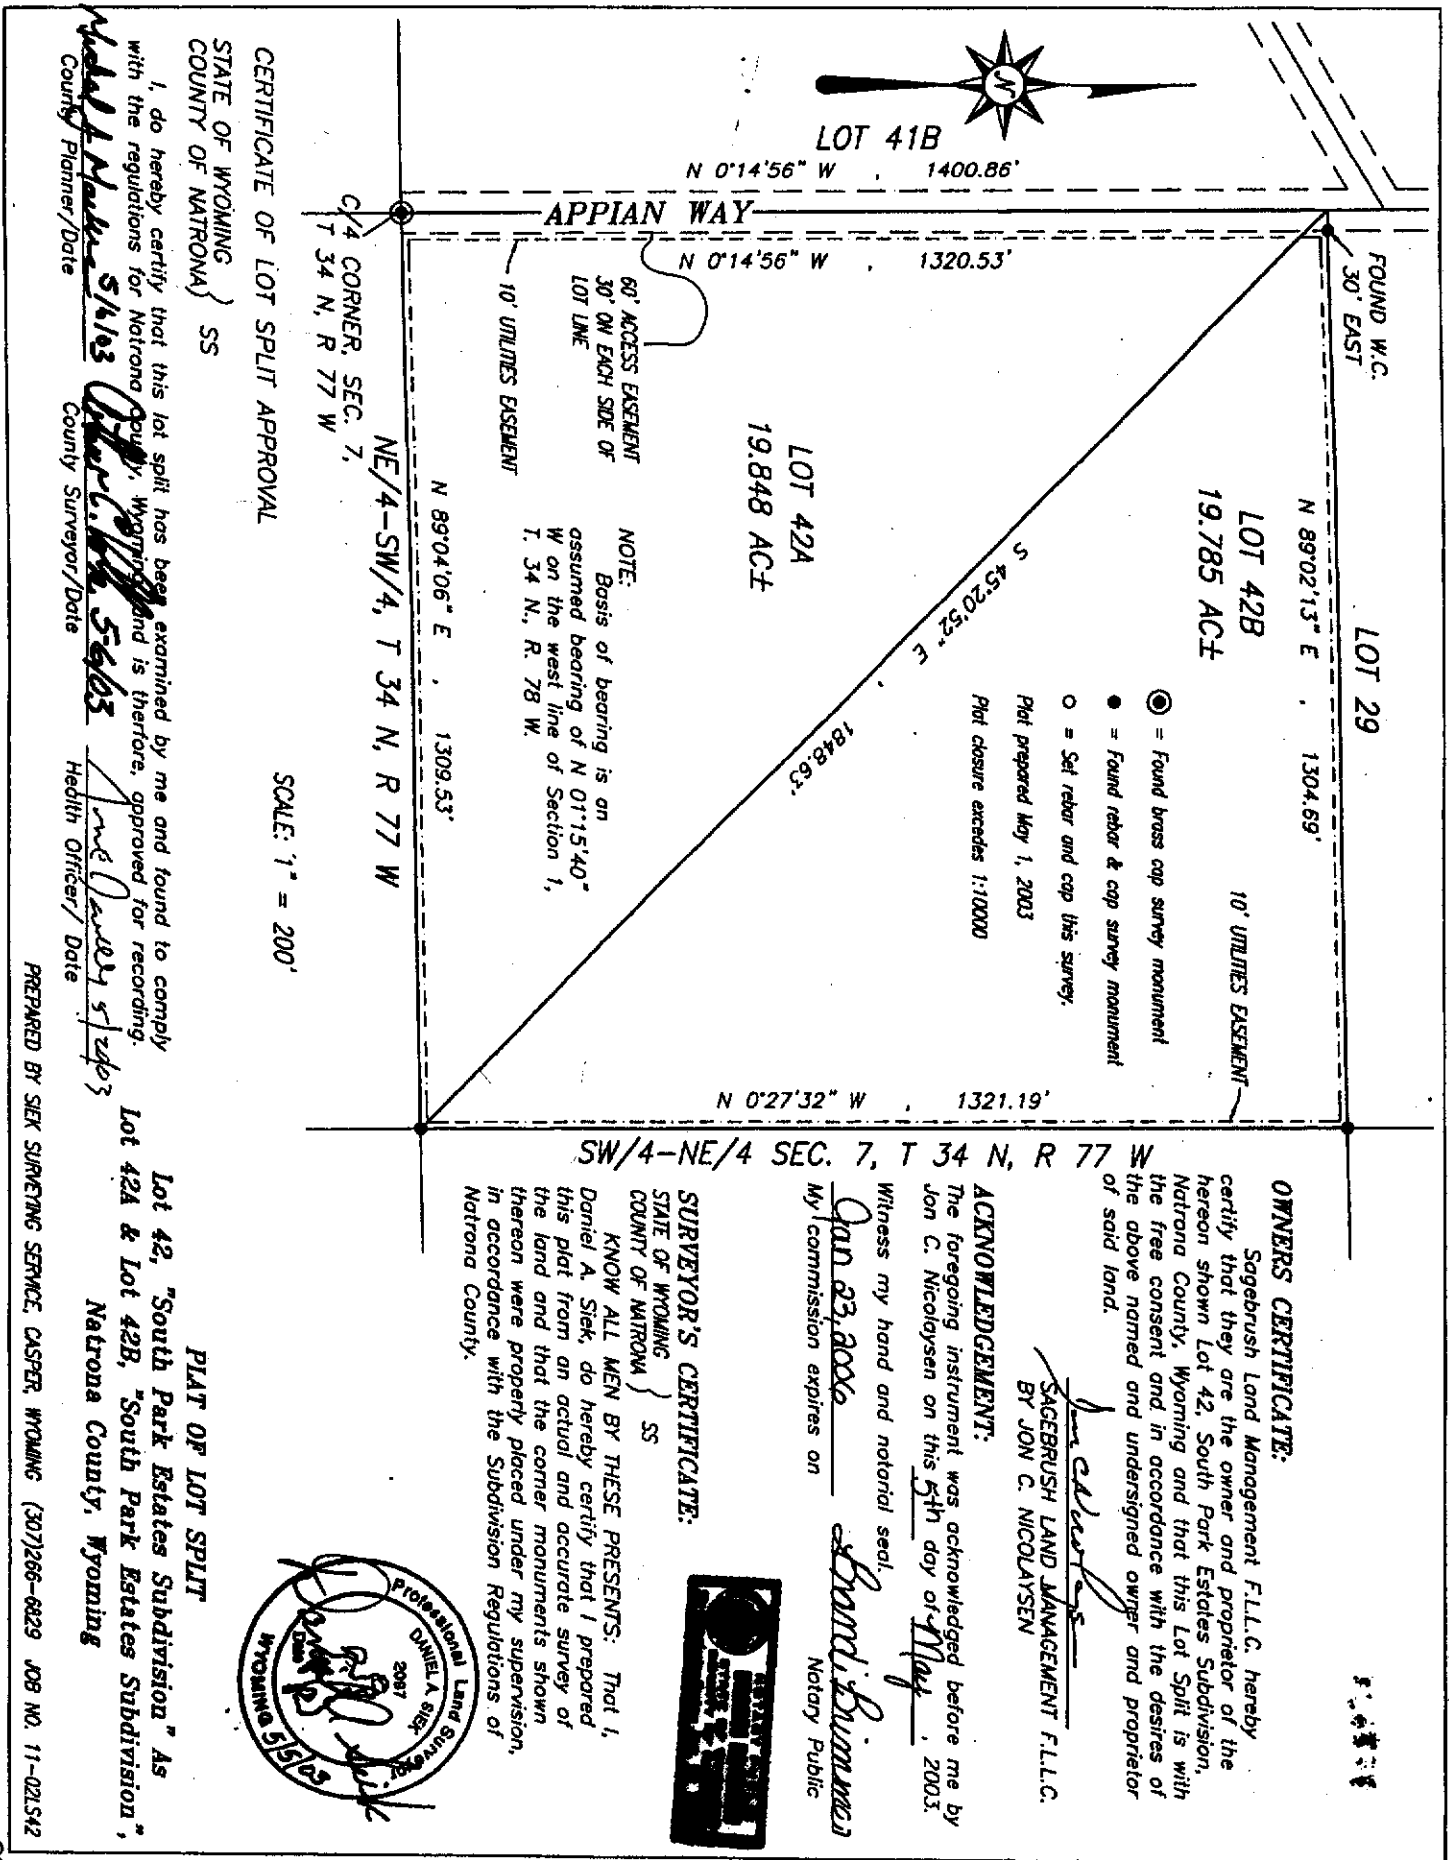 LOT 41B
N 0°14'56" W , 1400.86'
APPIAN WAY
N 0°14'56" W , 1320.53'
N
FOUND W.C.
30' EAST
LOT 29
N 89°02'13" E , 1304.69'
LOT 42B
19.785 AC±
10' UTILITIES EASEMENT
= Found brass cap survey monument
= Found rebar & cap survey monument
= Set rebar and cap this survey.
Plat prepared May 1, 2003
Plat closure excedes 1:10000
S 45°20'52" E
1848.63'
LOT 42A
19.848 AC±
60' ACCESS EASEMENT
30' ON EACH SIDE OF
LOT LINE
10' UTILITIES EASEMENT
NOTE:
Basis of bearing is an
assumed bearing of N 01°15'40"
W on the west line of Section 1,
T. 34 N., R. 78 W.
N 89°04'06" E , 1309.53'
NE/4-SW/4, T 34 N, R 77 W
C/4 CORNER, SEC. 7,
T 34 N, R 77 W
N 0°27'32" W , 1321.19'
SW/4-NE/4 SEC. 7, T 34 N, R 77 W
SCALE: 1" = 200'
CERTIFICATE OF LOT SPLIT APPROVAL
STATE OF WYOMING )
COUNTY OF NATRONA) SS
I, do hereby certify that this lot split has been examined by me and found to comply
with the regulations for Natrona County, Wyoming and is therefore, approved for recording.
5/6/03 5-6/03
County Planner/Date County Surveyor/Date Health Officer/ Date
OWNERS CERTIFICATE:
Sagebrush Land Management F.L.L.C. hereby
certify that they are the owner and proprietor of the
hereon shown Lot 42, South Park Estates Subdivision,
Natrona County, Wyoming and that this Lot Split is with
the free consent and in accordance with the desires of
the above named and undersigned owner and proprietor
of said land.
SAGEBRUSH LAND MANAGEMENT F.L.L.C.
BY JON C. NICOLAYSEN
ACKNOWLEDGEMENT:
The foregoing instrument was acknowledged before me by
Jon C. Nicolaysen on this 5th day of May , 2003.
Witness my hand and notarial seal.
Jan 23, 2006
My commission expires on Notary Public
SURVEYOR'S CERTIFICATE:
STATE OF WYOMING )
COUNTY OF NATRONA ) SS
KNOW ALL MEN BY THESE PRESENTS: That I,
Daniel A. Siek, do hereby certify that I prepared
this plat from an actual and accurate survey of
the land and that the corner monuments shown
thereon were properly placed under my supervision,
in accordance with the Subdivision Regulations of
Natrona County.
Professional Land Surveyor
DANIEL A. SIEK
2087
Date
WYOMING 5/5/03
PLAT OF LOT SPLIT
Lot 42, "South Park Estates Subdivision" As
Lot 42A & Lot 42B, "South Park Estates Subdivision",
Natrona County, Wyoming
PREPARED BY SIEK SURVEYING SERVICE, CASPER, WYOMING (307)266-6829 JOB NO. 11-02LS42